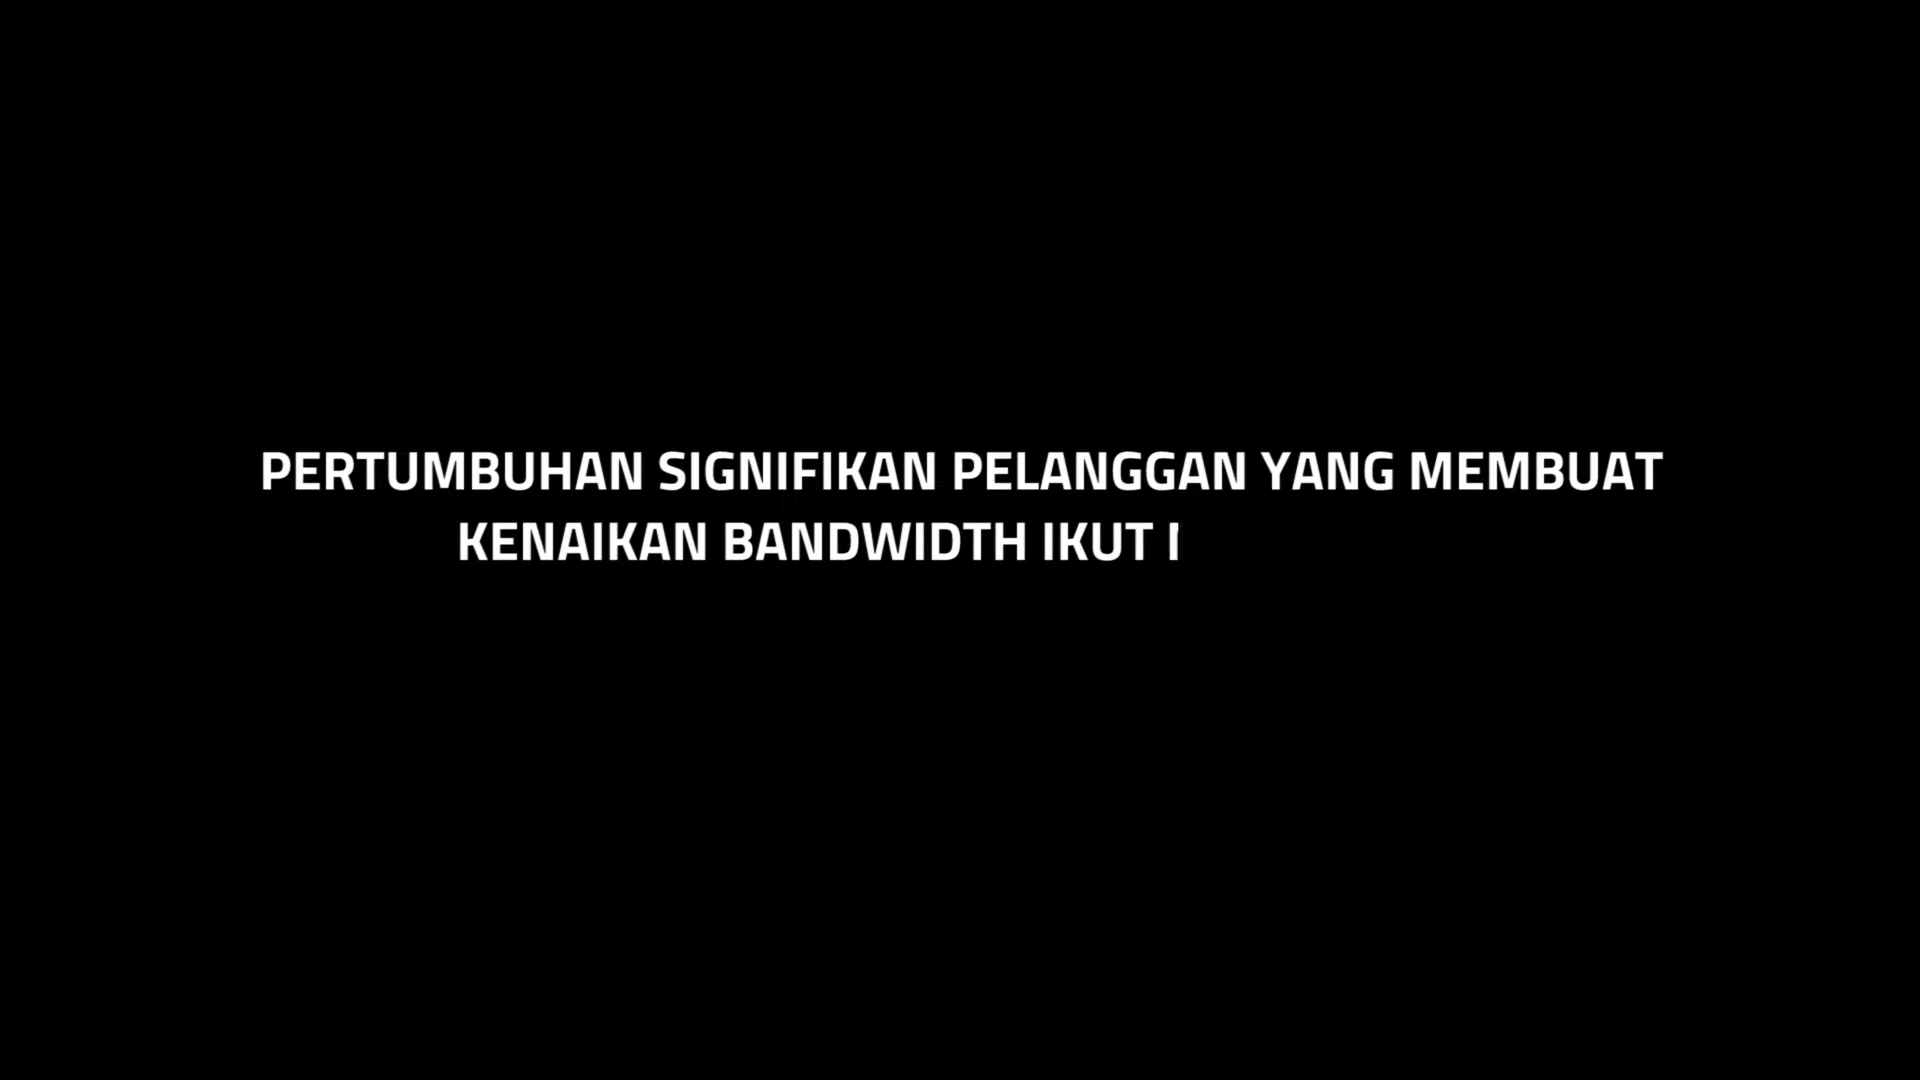 PERTUMBUHAN SIGNIFIKAN PELANGGAN YANG MEMBUAT
KENAIKAN BANDWIDTH IKUT I